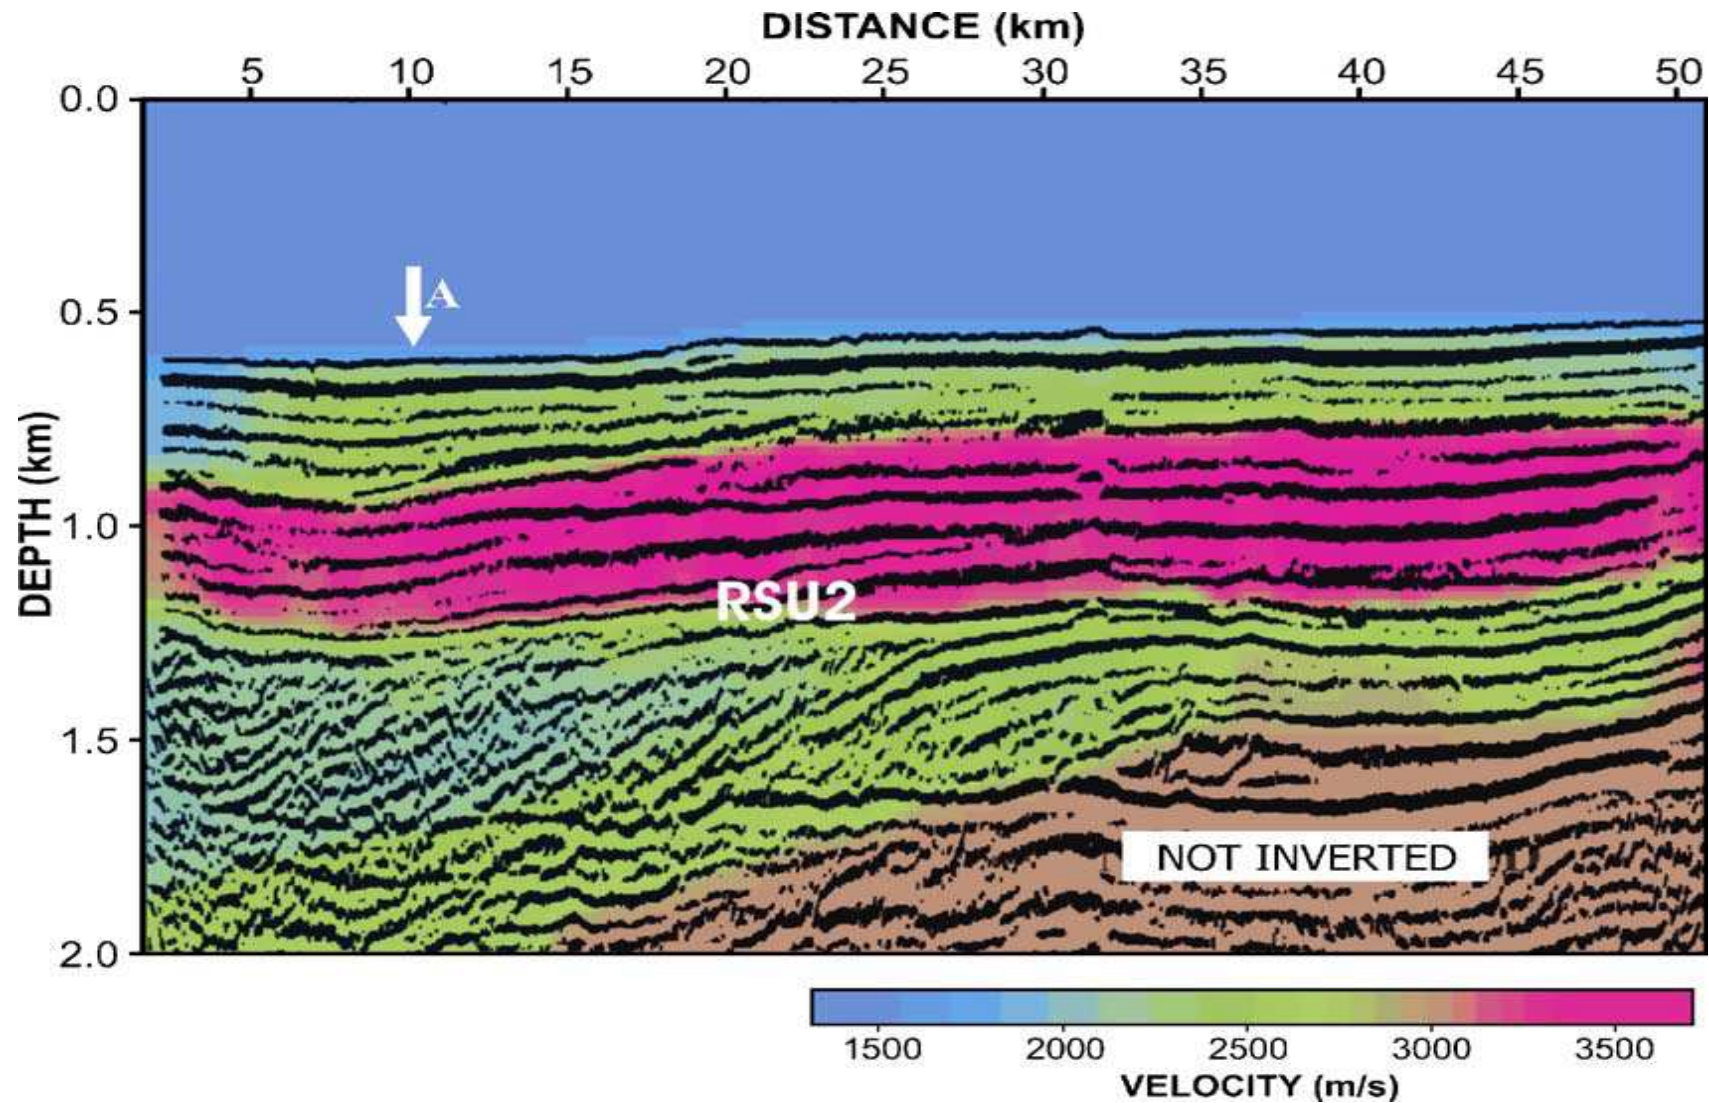 DISTANCE (km)
5 10 15 20 25 30 35 40 45 50
0.0
A
0.5
DEPTH (km)
1.0
RSU2
1.5
NOT INVERTED
2.0
1500 2000 2500 3000 3500
VELOCITY (m/s)